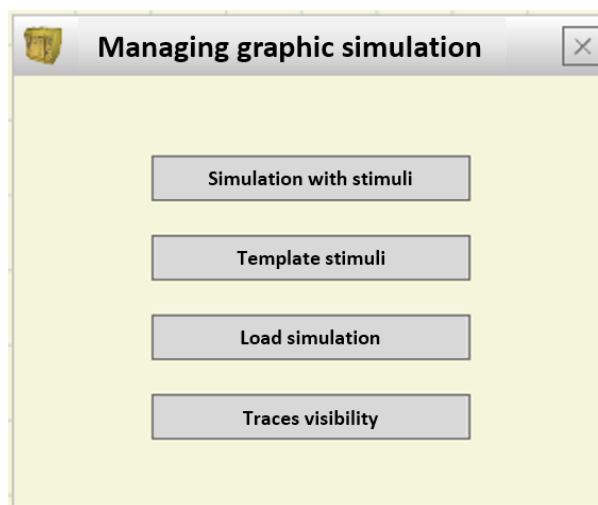 Managing graphic simulation
Simulation with stimuli
Template stimuli
Load simulation
Traces visibility